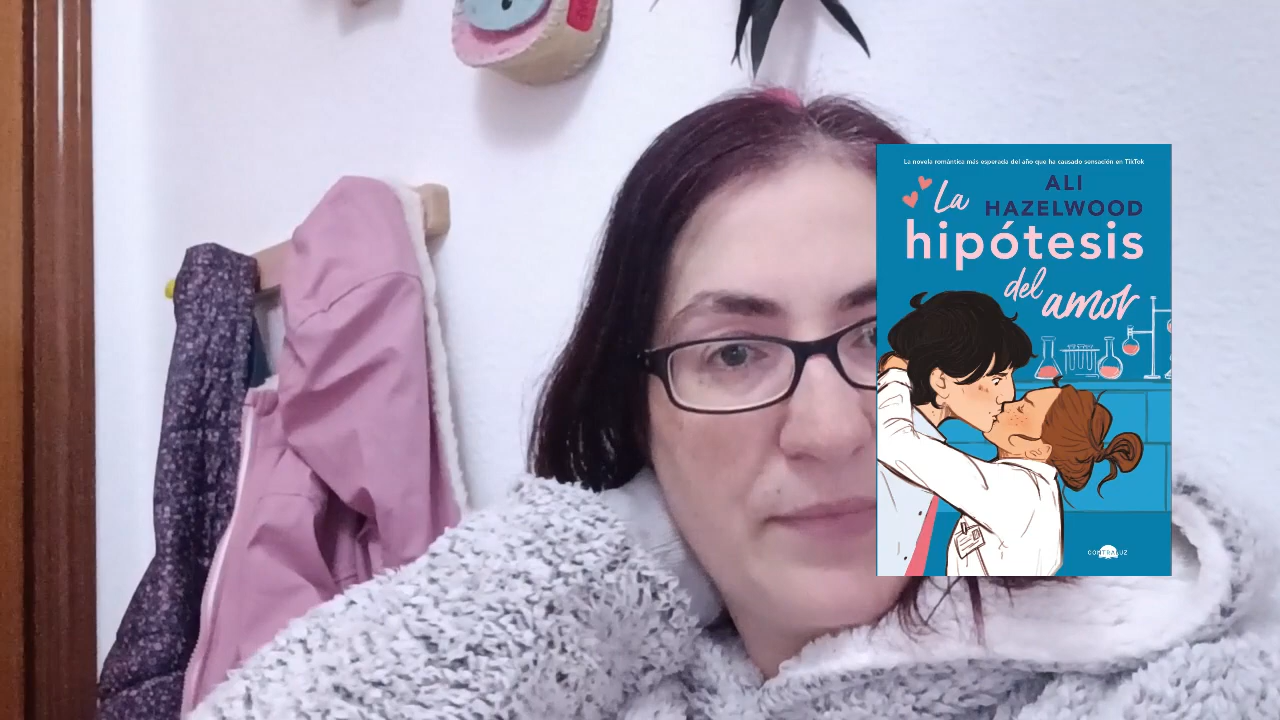 La novela romántica más esperada del año que ha causado sensación en TikTok
ALI
HAZELWOOD
La
hipótesis
del amor
CONTRALUZ